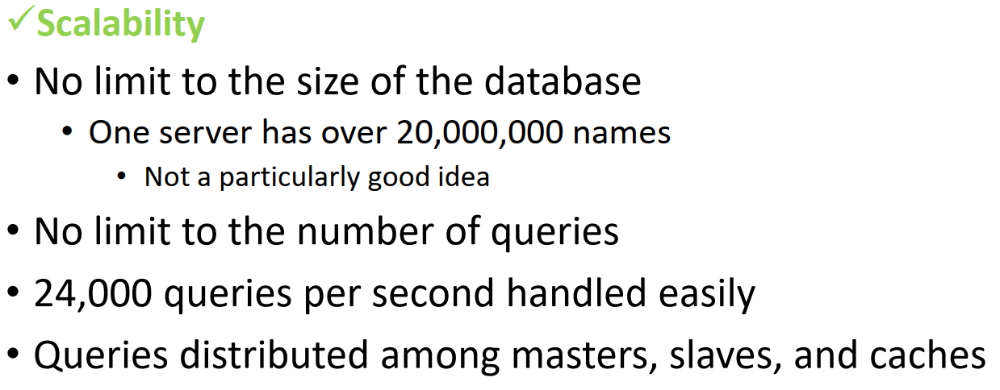 ✓Scalability
• No limit to the size of the database
• One server has over 20,000,000 names
• Not a particularly good idea
• No limit to the number of queries
• 24,000 queries per second handled easily
• Queries distributed among masters, slaves, and caches